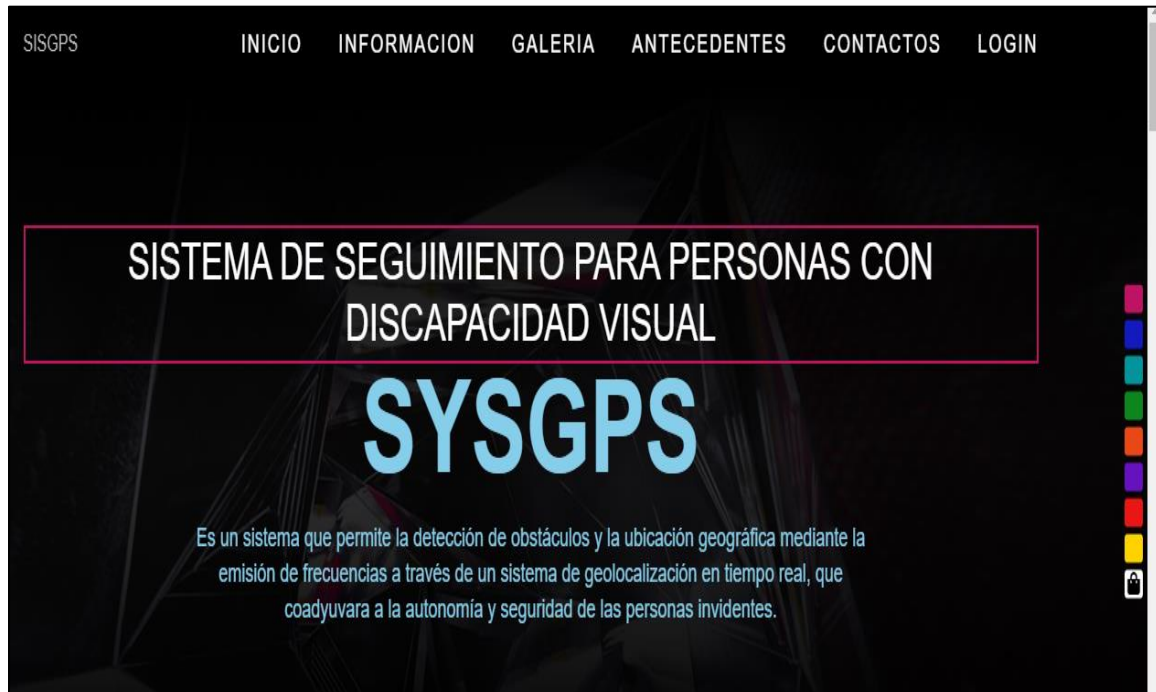 SISGPS INICIO INFORMACION GALERIA ANTECEDENTES CONTACTOS LOGIN
SISTEMA DE SEGUIMIENTO PARA PERSONAS CON
DISCAPACIDAD VISUAL
SYSGPS
Es un sistema que permite la detección de obstáculos y la ubicación geográfica mediante la
emisión de frecuencias a través de un sistema de geolocalización en tiempo real, que
coadyuvara a la autonomía y seguridad de las personas invidentes.